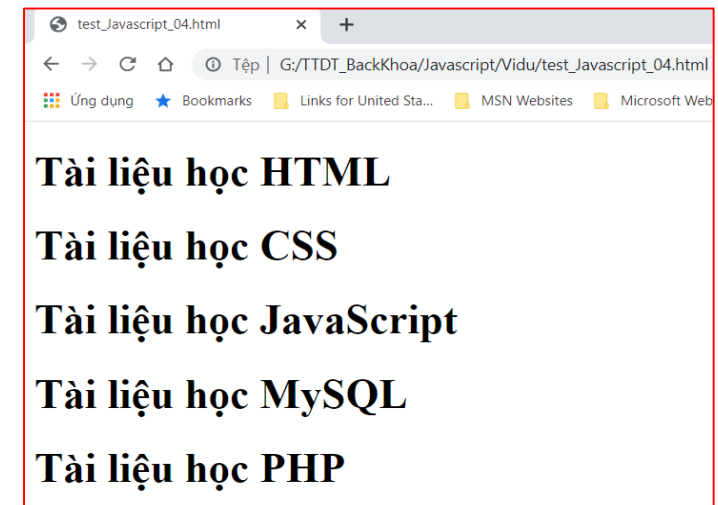 test_Javascript_04.html
Tệp | G:/TTDT_BackKhoa/Javascript/Vidu/test_Javascript_04.html
Ứng dụng Bookmarks Links for United Sta... MSN Websites Microsoft Web
Tài liệu học HTML
Tài liệu học CSS
Tài liệu học JavaScript
Tài liệu học MySQL
Tài liệu học PHP